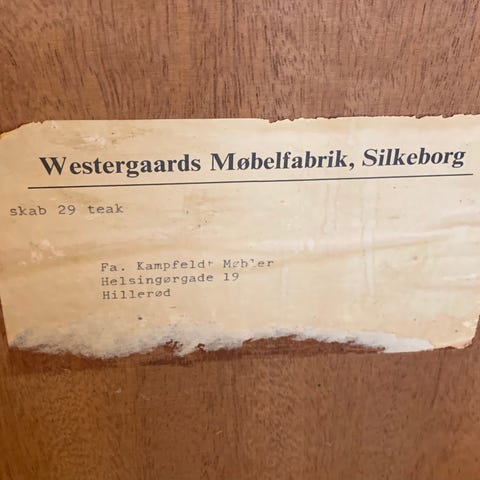 Westergaards Møbelfabrik, Silkeborg
skab 29 teak
Fa. Kampfeldt Møbler
Helsingørgade 19
Hillerød